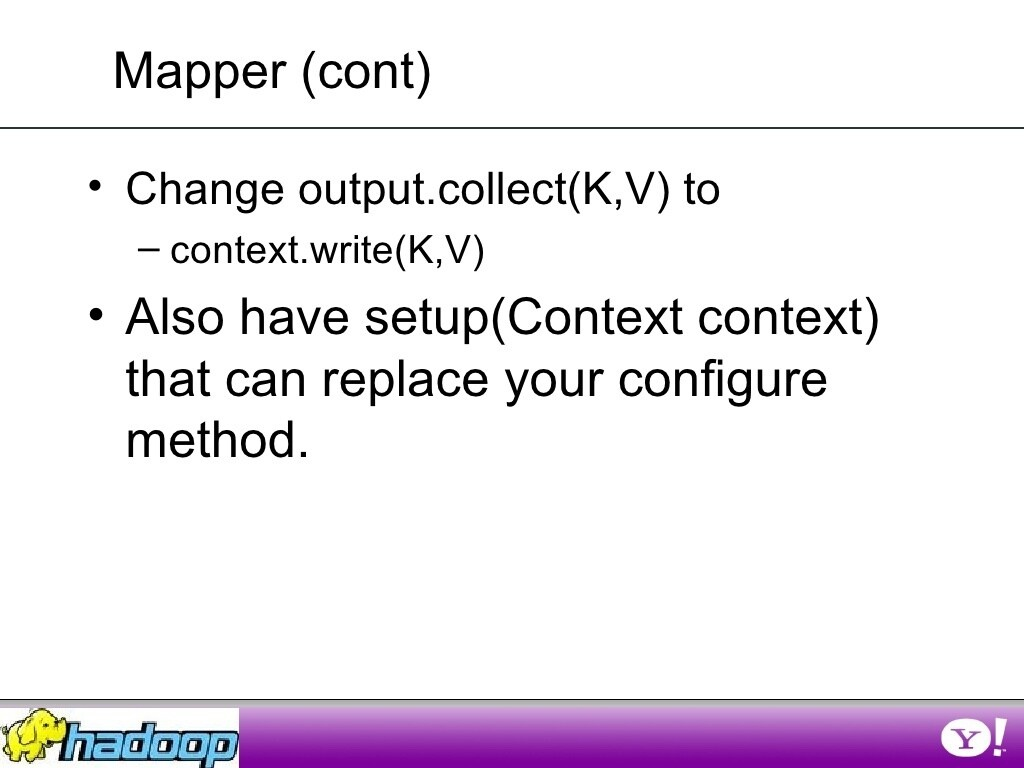 Mapper (cont)
• Change output.collect(K,V) to
– context.write(K,V)
• Also have setup(Context context)
that can replace your configure
method.
hadoop
Y!